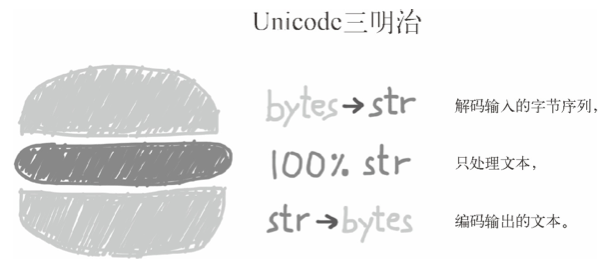 Unicode三明治
bytes→str 解码输入的字节序列,
100% str 只处理文本,
str→bytes 编码输出的文本。